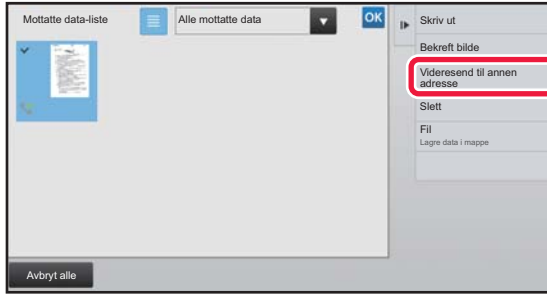 Mottatte data-liste
Alle mottatte data
OK
Skriv ut
Bekreft bilde
Videresend til annen
adresse
Slett
Fil
Lagre data i mappe
Avbryt alle